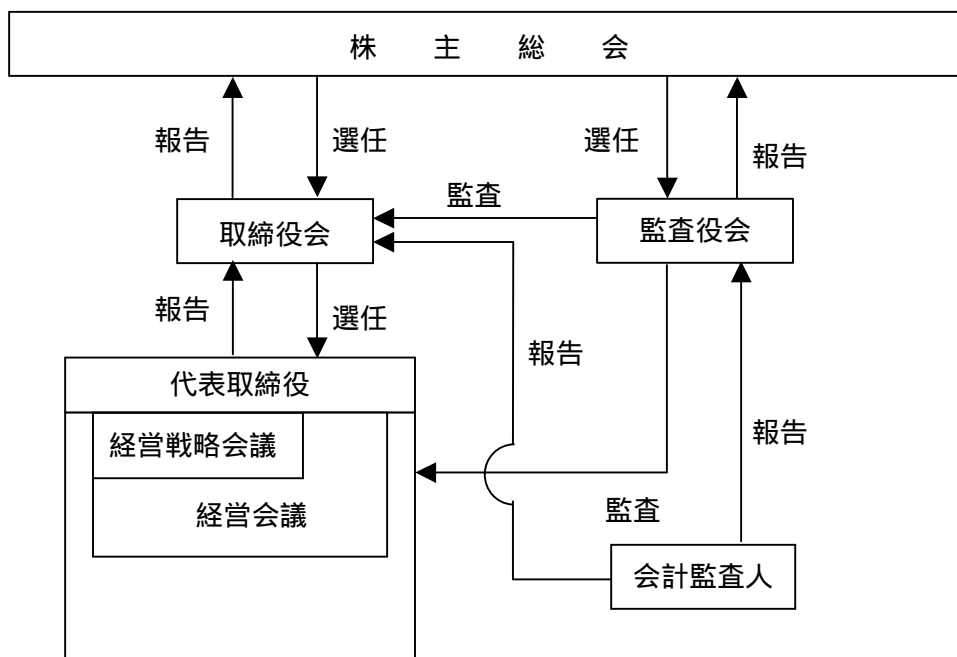 株主総会
報告
選任
選任
報告
監査
取締役会
監査役会
報告
選任
報告
代表取締役
経営戦略会議
報告
経営会議
監査
会計監査人